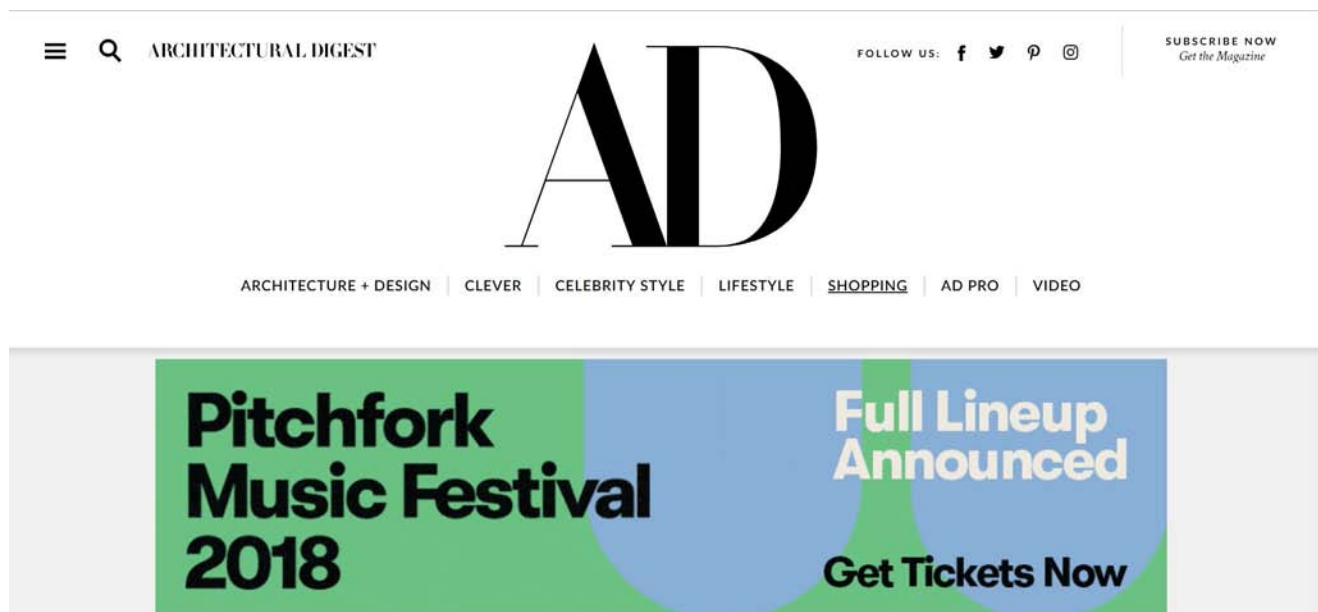 ARCHITECTURAL DIGEST
AD
FOLLOW US:
SUBSCRIBE NOW
Get the Magazine
ARCHITECTURE + DESIGN CLEVER CELEBRITY STYLE LIFESTYLE SHOPPING AD PRO VIDEO
Pitchfork
Music Festival
2018
Full Lineup
Announced
Get Tickets Now